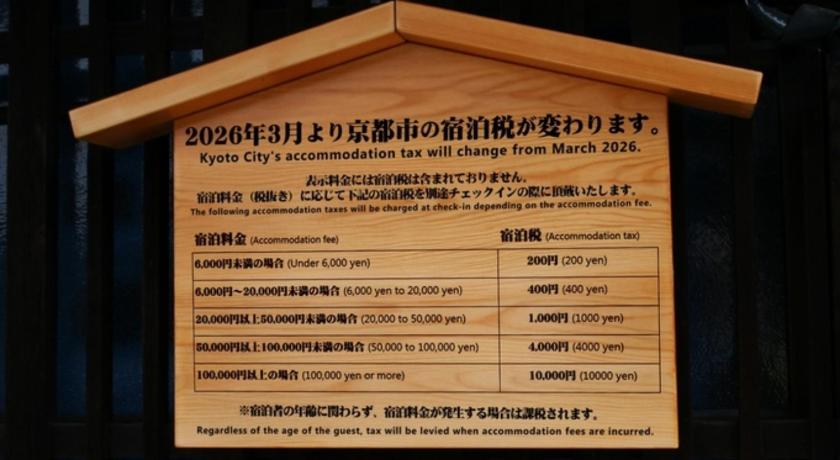 2026年3月より京都市の宿泊税が変わります。
Kyoto City's accommodation tax will change from March 2026.
表示料金には宿泊税は含まれておりません。
宿泊料金（税抜き）に応じて下記の宿泊税を別途チェックインの際に頂戴いたします。
The following accommodation taxes will be charged at check-in depending on the accommodation fee.
宿泊料金 (Accommodation fee) 宿泊税 (Accommodation tax)
6,000円未満の場合 (Under 6,000 yen) 200円 (200 yen)
6,000円～20,000円未満の場合 (6,000 yen to 20,000 yen) 400円 (400 yen)
20,000円以上50,000円未満の場合 (20,000 to 50,000 yen) 1,000円 (1000 yen)
50,000円以上100,000円未満の場合 (50,000 to 100,000 yen) 4,000円 (4000 yen)
100,000円以上の場合 (100,000 yen or more) 10,000円 (10000 yen)
※宿泊者の年齢に関わらず、宿泊料金が発生する場合は課税されます。
Regardless of the age of the guest, tax will be levied when accommodation fees are incurred.